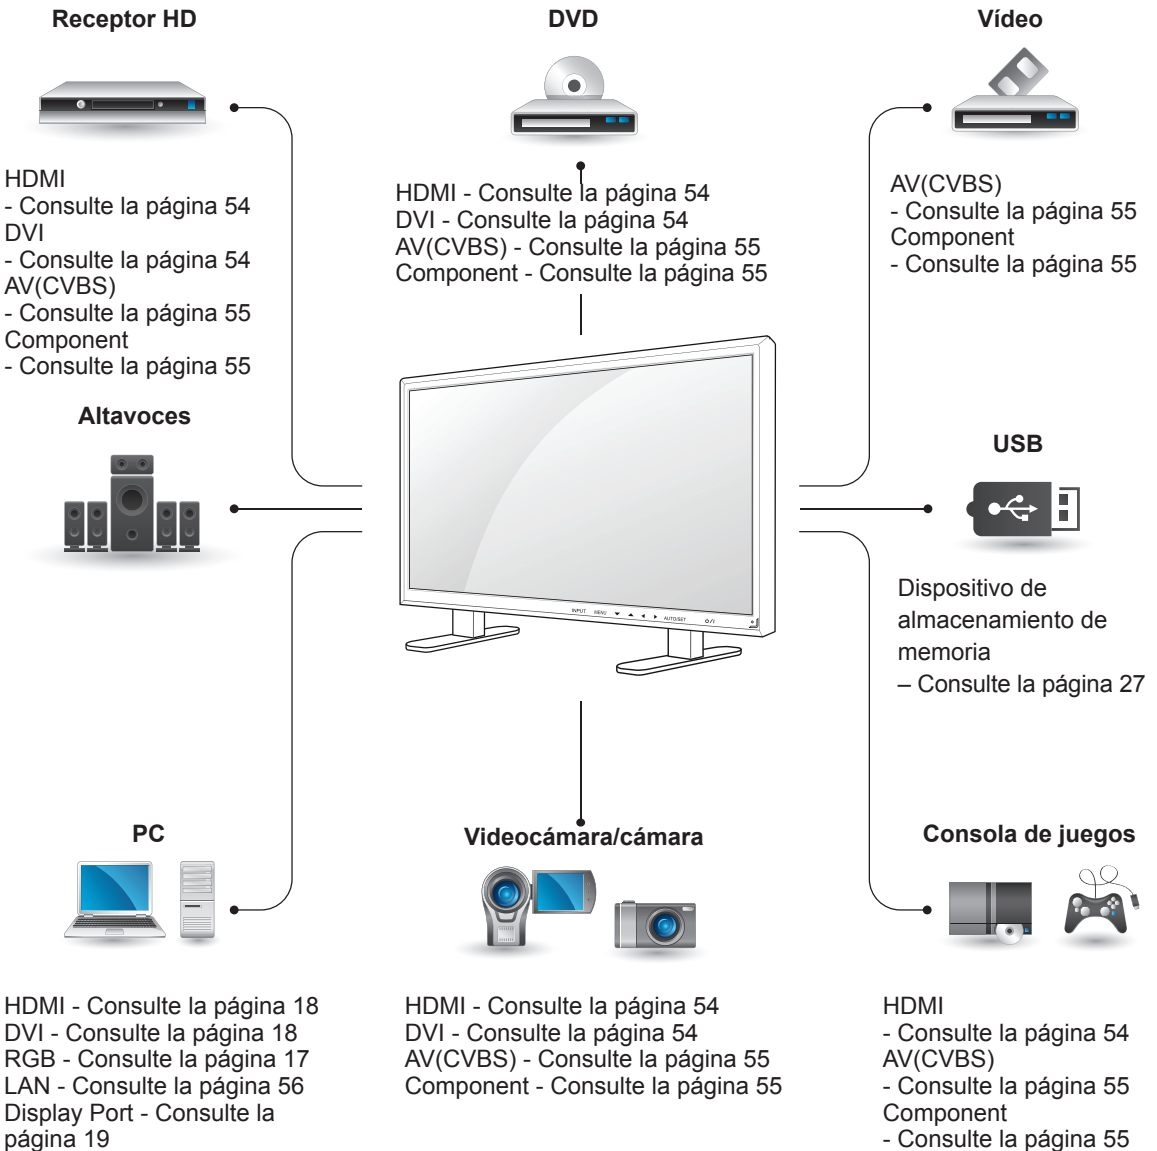 Receptor HD
HDMI
- Consulte la página 54
DVI
- Consulte la página 54
AV(CVBS)
- Consulte la página 55
Component
- Consulte la página 55
DVD
HDMI - Consulte la página 54
DVI - Consulte la página 54
AV(CVBS) - Consulte la página 55
Component - Consulte la página 55
Vídeo
AV(CVBS)
- Consulte la página 55
Component
- Consulte la página 55
Altavoces
INPUT MENU AUTO/SET
USB
Dispositivo de
almacenamiento de
memoria
– Consulte la página 27
PC
HDMI - Consulte la página 18
DVI - Consulte la página 18
RGB - Consulte la página 17
LAN - Consulte la página 56
Display Port - Consulte la
página 19
Videocámara/cámara
HDMI - Consulte la página 54
DVI - Consulte la página 54
AV(CVBS) - Consulte la página 55
Component - Consulte la página 55
Consola de juegos
HDMI
- Consulte la página 54
AV(CVBS)
- Consulte la página 55
Component
- Consulte la página 55